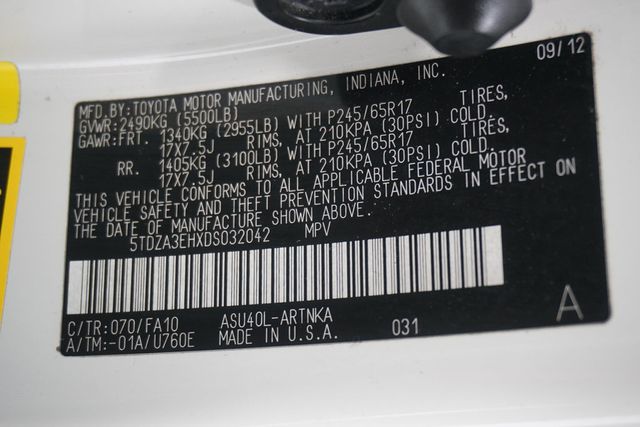 09/12
MFD.BY:TOYOTA MOTOR MANUFACTURING, INDIANA, INC.
GVWR:2490KG (5500LB)
GAWR:FRT. 1340KG (2955LB) WITH P245/65R17 TIRES,
17X7.5J RIMS, AT 210KPA (30PSI) COLD.
RR. 1405KG (3100LB) WITH P245/65R17 TIRES,
17X7.5J RIMS, AT 210KPA (30PSI) COLD.
THIS VEHICLE CONFORMS TO ALL APPLICABLE FEDERAL MOTOR
VEHICLE SAFETY AND THEFT PREVENTION STANDARDS IN EFFECT ON
THE DATE OF MANUFACTURE SHOWN ABOVE.
5TDZA3EHXDS032042 MPV
C/TR:070/FA10 ASU40L-ARTNKA A
A/TM:-01A/U760E MADE IN U.S.A. 031